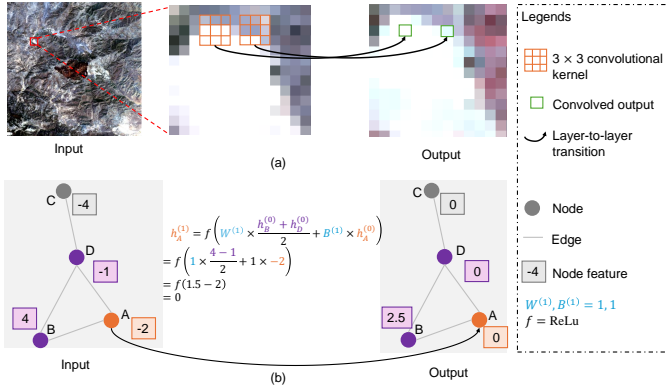 Input
(a)
Output
Legends
3 × 3 convolutional
kernel
Convolved output
Layer-to-layer
transition
Node
Edge
-4 Node feature
W^(1), B^(1) = 1, 1
f = ReLu
C
-4
D
-1
4
B
A
-2
Input
h_A^(1) = f(W^(1) × (h_B^(0) + h_D^(0))/2 + B^(1) × h_A^(0))
= f(1 × (4 − 1)/2 + 1 × −2)
= f(1.5 − 2)
= 0
(b)
0
C
D
0
2.5
B
A
0
Output